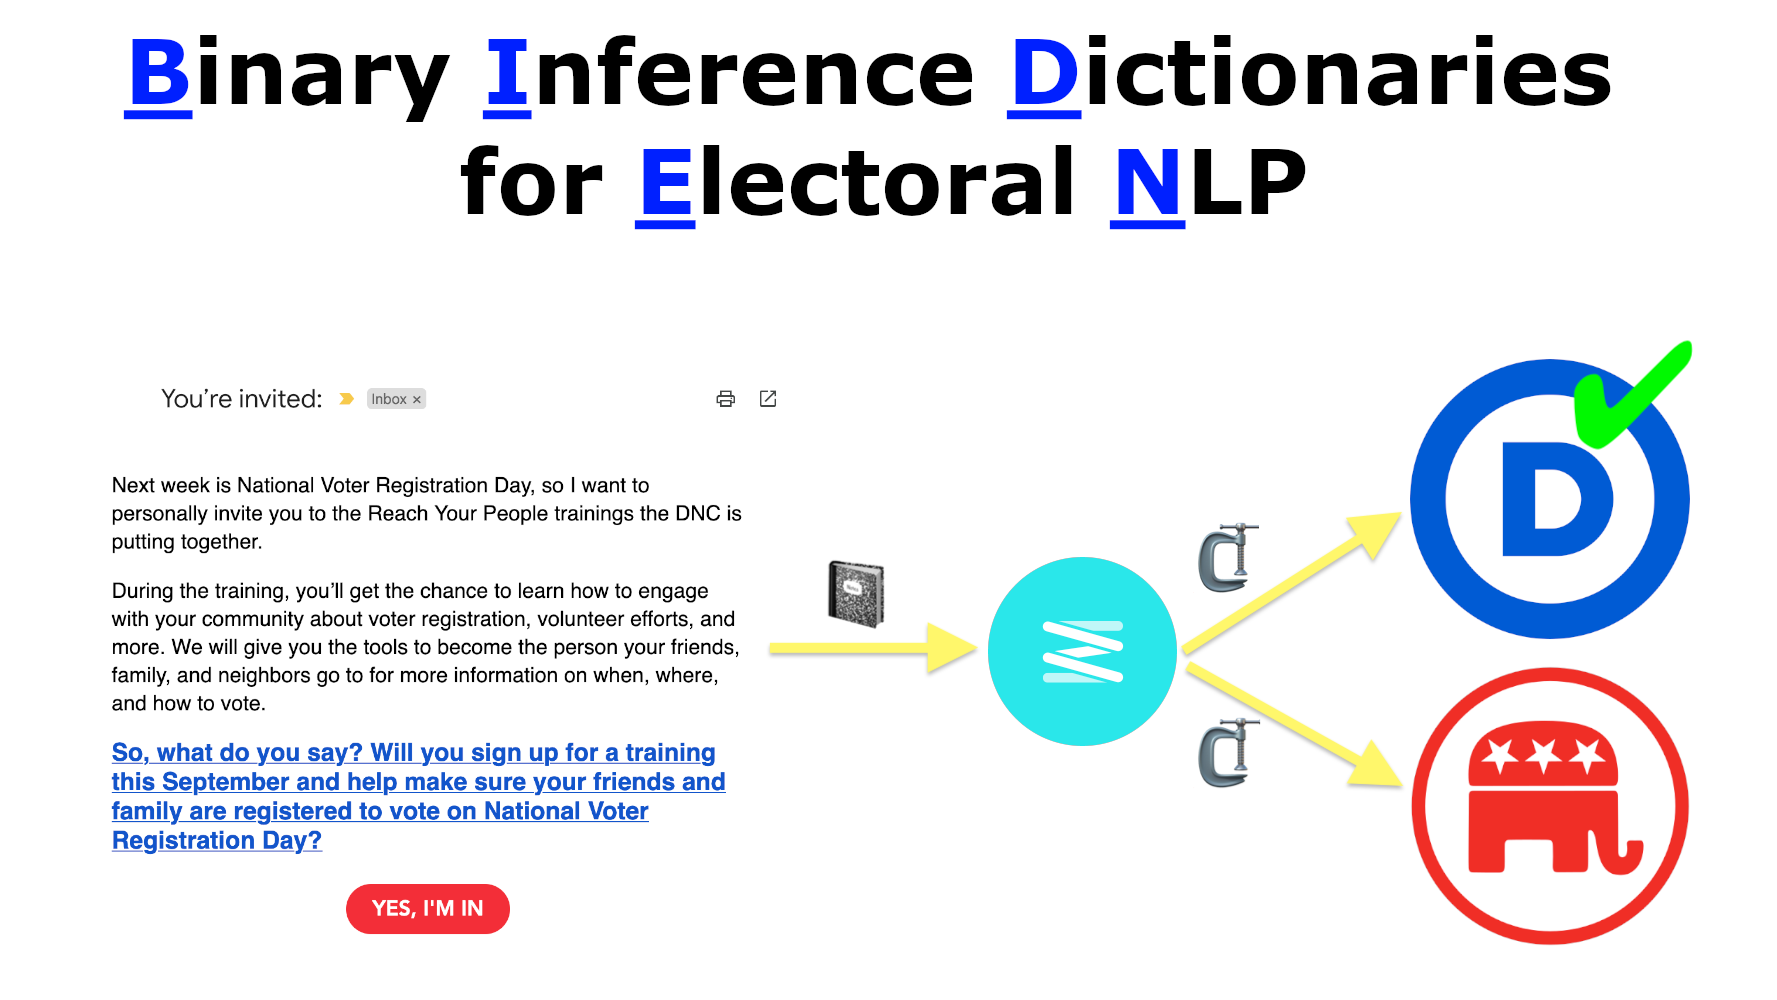 Binary Inference Dictionaries
for Electoral NLP
You’re invited:
Inbox ×
Next week is National Voter Registration Day, so I want to
personally invite you to the Reach Your People trainings the DNC is
putting together.
During the training, you’ll get the chance to learn how to engage
with your community about voter registration, volunteer efforts, and
more. We will give you the tools to become the person your friends,
family, and neighbors go to for more information on when, where,
and how to vote.
So, what do you say? Will you sign up for a training
this September and help make sure your friends and
family are registered to vote on National Voter
Registration Day?
YES, I'M IN
D